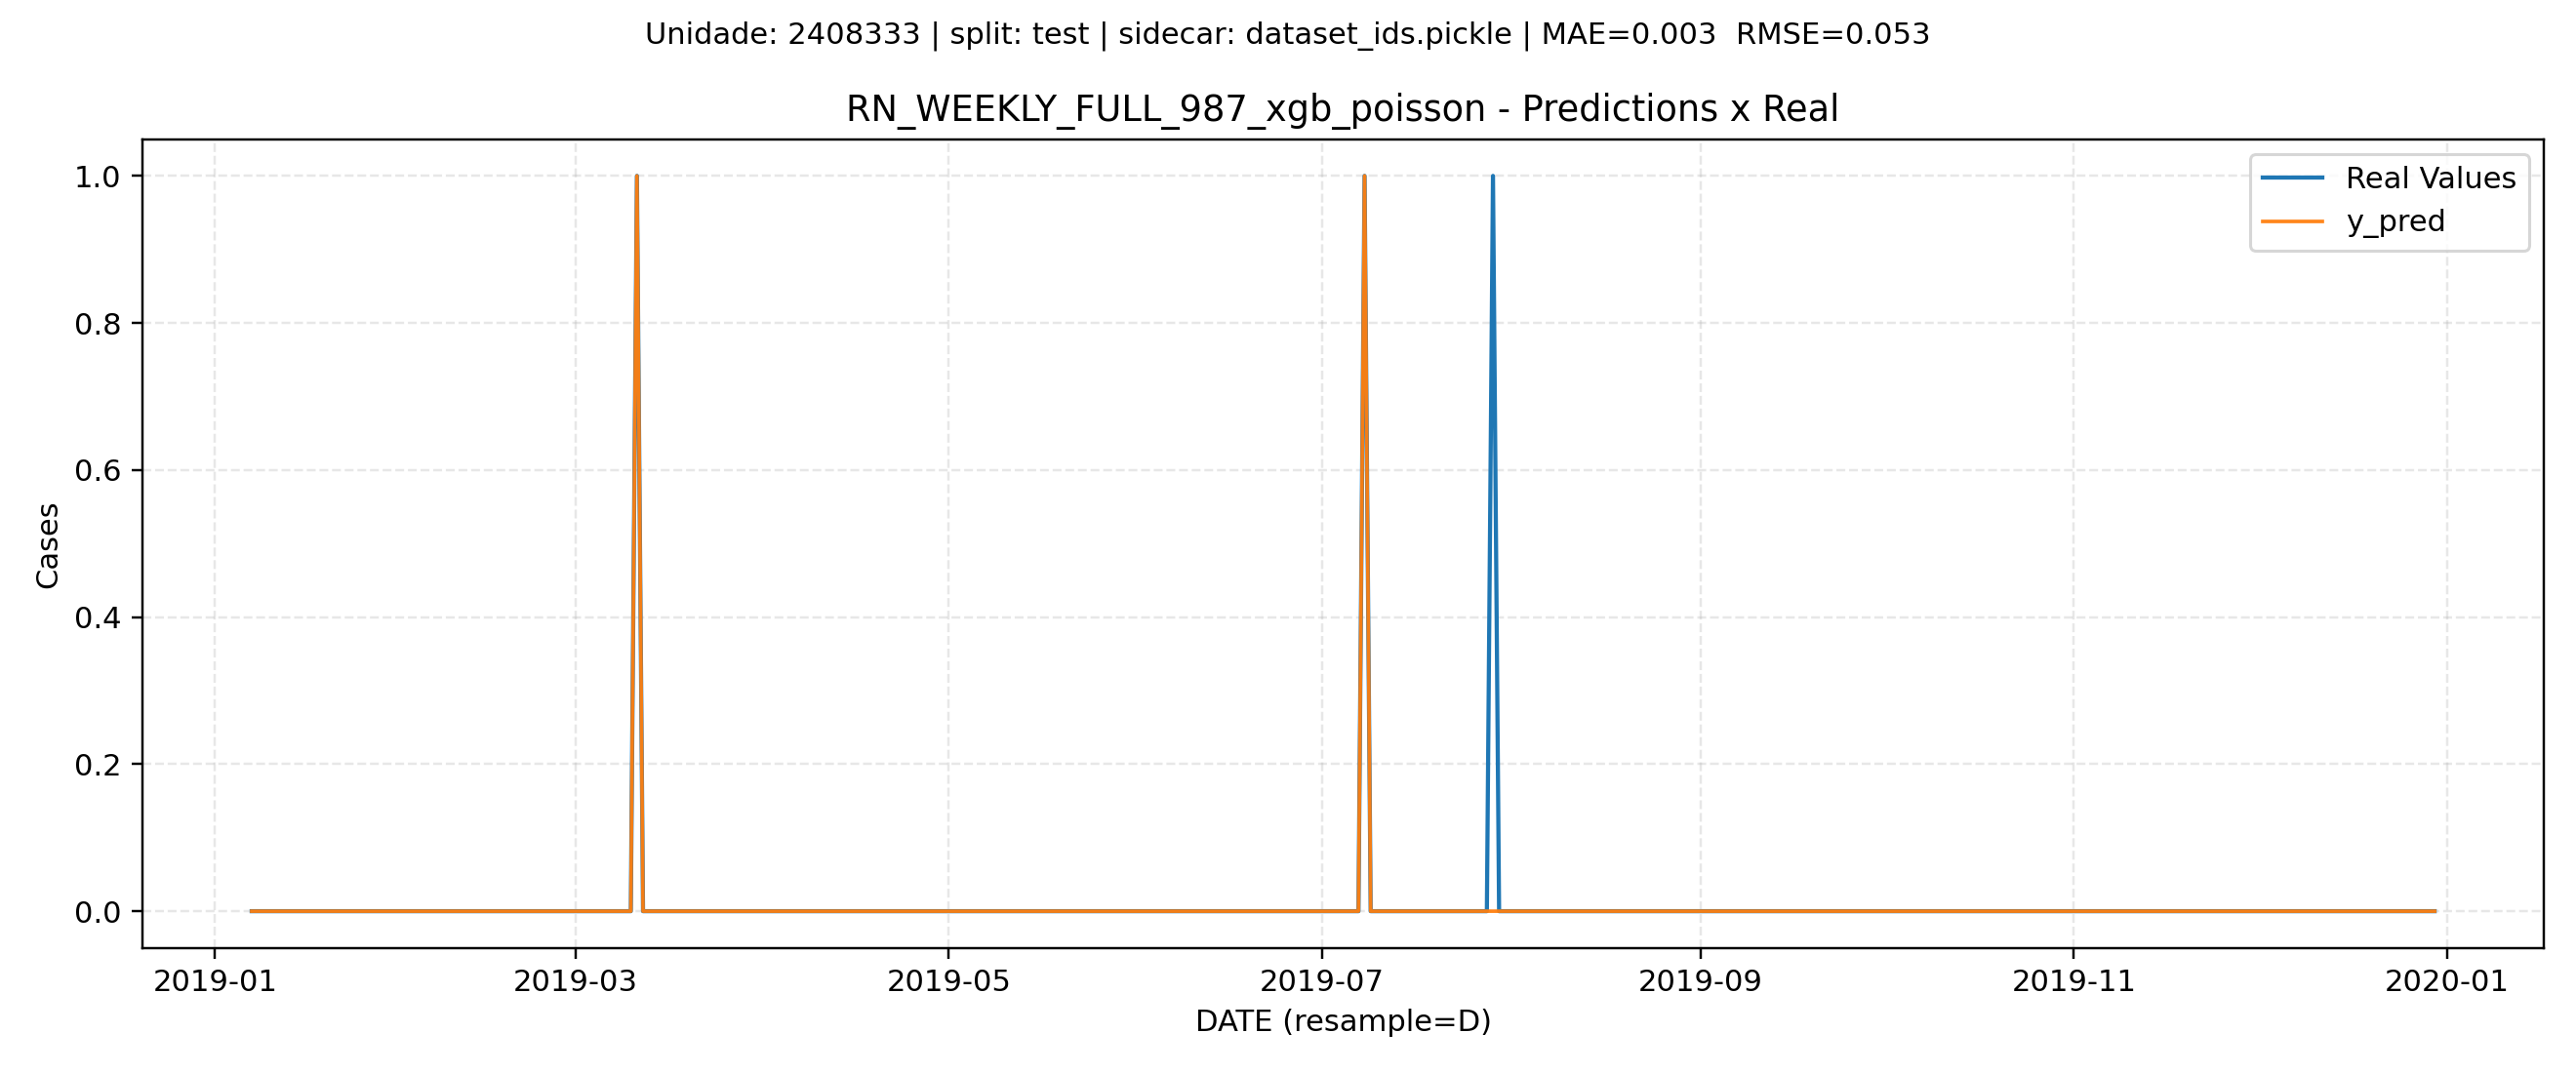 Unidade: 2408333 | split: test | sidecar: dataset_ids.pickle | MAE=0.003  RMSE=0.053
RN_WEEKLY_FULL_987_xgb_poisson - Predictions x Real
Real Values
y_pred
Cases
1.0
0.8
0.6
0.4
0.2
0.0
2019-01 2019-03 2019-05 2019-07 2019-09 2019-11 2020-01
DATE (resample=D)